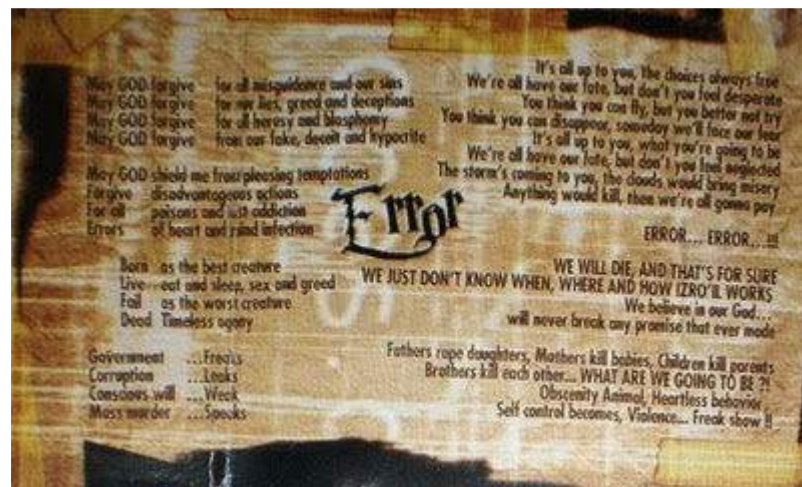 May GOD forgive for all misguidence and our sins
May GOD forgive for our lies, greed and deceptions
May GOD forgive for all heresy and blasphemy
May GOD forgive from our fake, deceit and hypocrite
May GOD shield me from pleasing temptations
Forgive disadvantageous actions
For all poisons and lust addiction
Errors of heart and mind infection
Born as the best creature
Live eat and sleep, sex and greed
Fail as the worst creature
Dead Timeless agony
Government ...Freaks
Corruption ...Leaks
Conscious will ...Weak
Mass murder ...Speaks
Error
It's all up to you, the choices always free
We're all have our fate, but don't you feel desperate
You think you can fly, but you better not try
You think you can disappear, someday we'll face our fear
It's all up to you, what you're going to be
We're all have our fate, but don't you feel neglected
The storm's coming to you, the clouds would bring misery
Anything would kill, then we're all gonna pay
ERROR... ERROR...!!!
WE WILL DIE, AND THAT'S FOR SURE
WE JUST DON'T KNOW WHEN, WHERE AND HOW IZRO'IL WORKS
We believe in our God...
will never break any promise that ever made
Fathers rape daughters, Mothers kill babies, Children kill parents
Brothers kill each other... WHAT ARE WE GOING TO BE ?!
Obscenity Animal, Heartless behavior
Self control becomes, Violence... Freak show !!